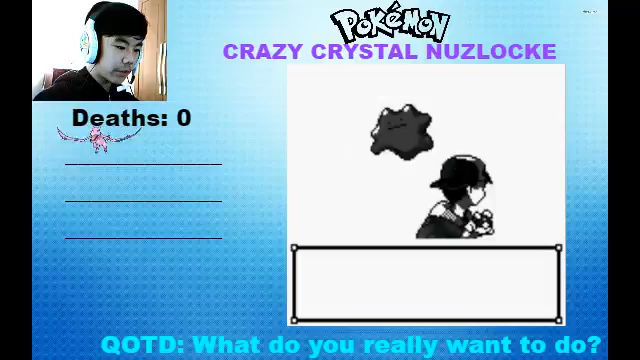 POKéMON
CRAZY CRYSTAL NUZLOCKE
Deaths: 0
QOTD: What do you really want to do?